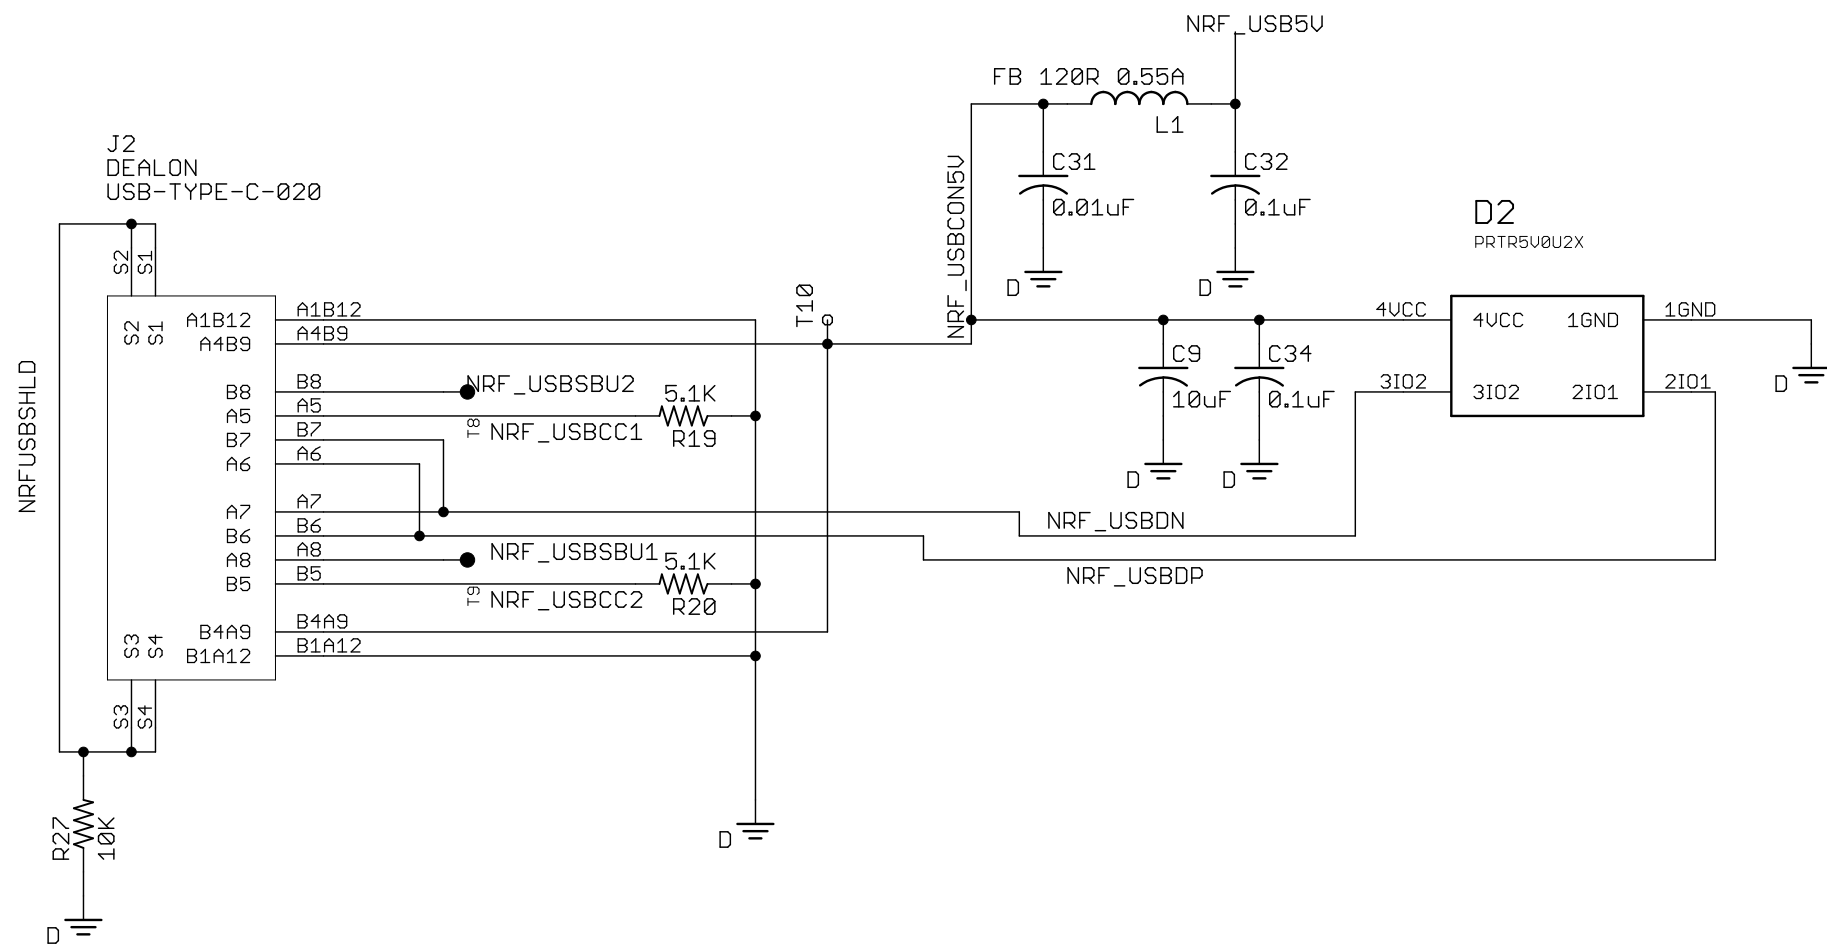 NRF_USB5V
FB 120R 0.55A
L1
J2
DEALON
USB-TYPE-C-020
C31
0.01uF
D
C32
0.1uF
D
D2
PRTR5V0U2X
NRF_USBCON5V
T10
S2
S1
S2
S1
A1B12
A1B12
A4B9
A4B9
4VCC
4VCC
1GND
1GND
D
C9
10uF
D
C34
0.1uF
D
3IO2
3IO2
2IO1
2IO1
NRFUSBSHLD
B8
B8
NRF_USBSBU2
A5
A5
T8
NRF_USBCC1
5.1K
R19
B7
B7
A6
A6
A7
A7
NRF_USBDN
B6
B6
NRF_USBDP
A8
A8
NRF_USBSBU1
B5
B5
T9
NRF_USBCC2
5.1K
R20
B4A9
B4A9
B1A12
B1A12
S3
S4
S3
S4
D
R27
10K
D